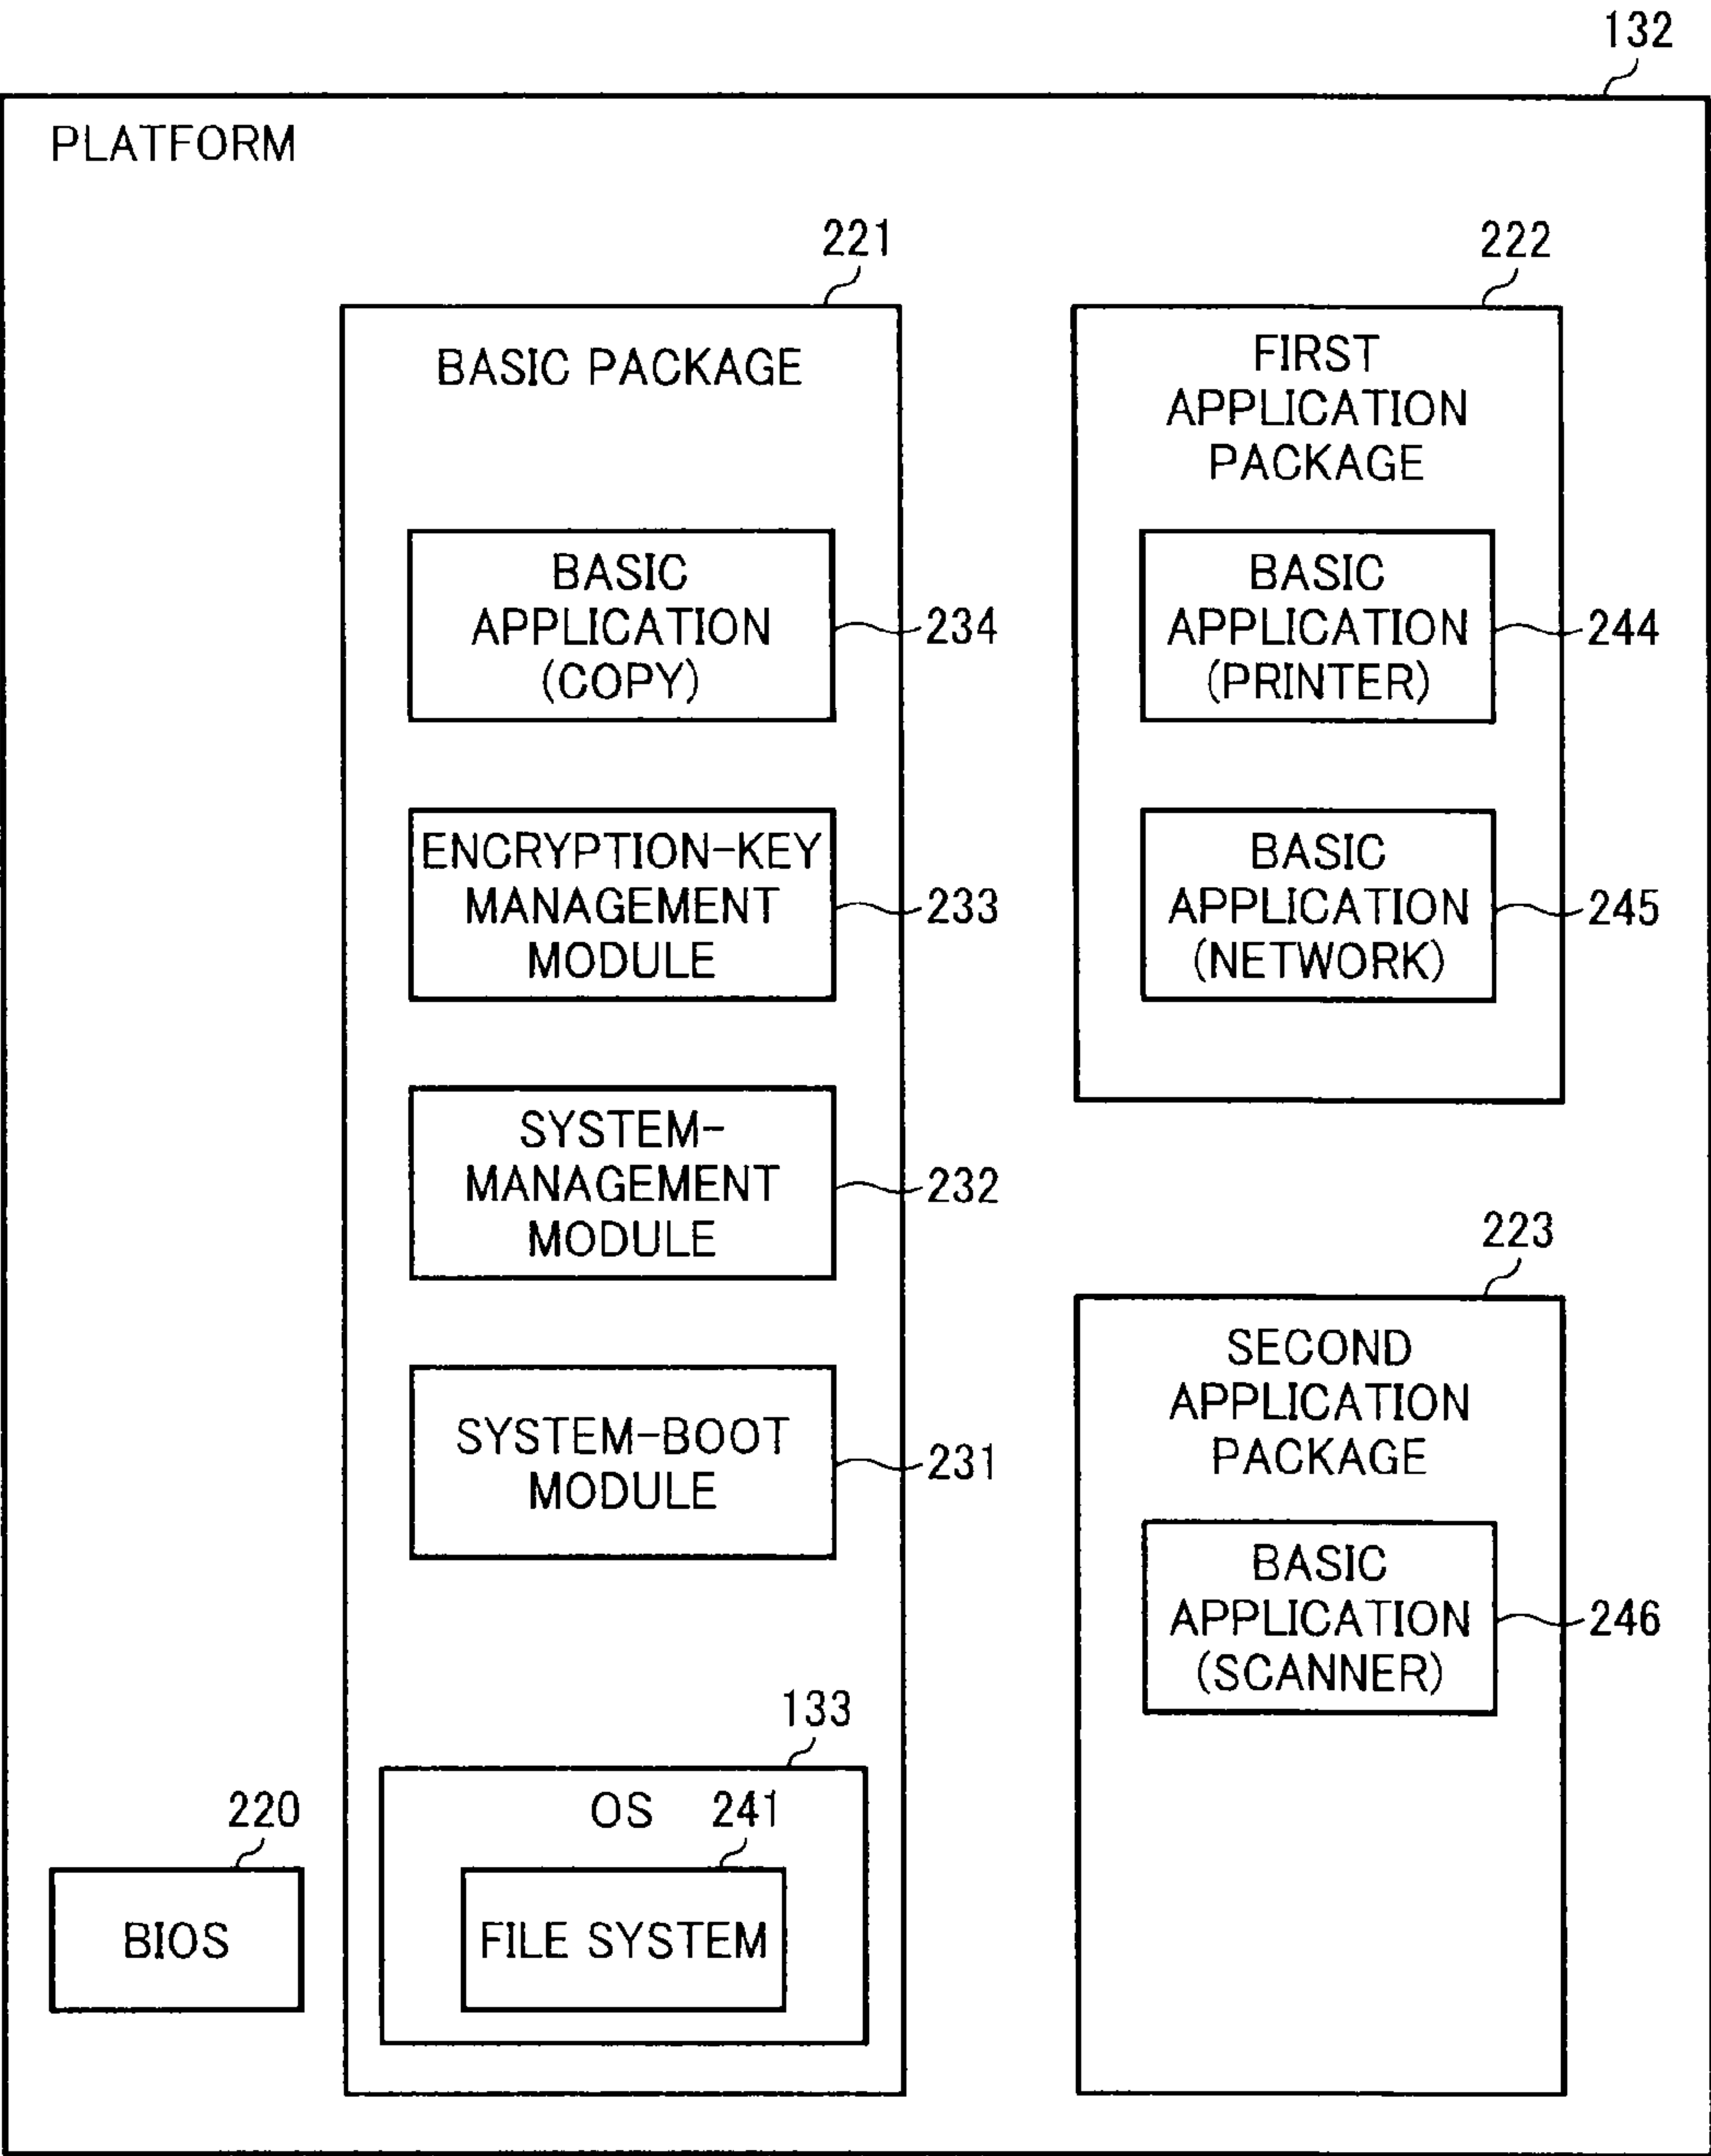 132
PLATFORM
221
BASIC PACKAGE
BASIC
APPLICATION
(COPY)
234
ENCRYPTION-KEY
MANAGEMENT
MODULE
233
SYSTEM-
MANAGEMENT
MODULE
232
SYSTEM-BOOT
MODULE
231
133
OS
241
FILE SYSTEM
220
BIOS
222
FIRST
APPLICATION
PACKAGE
BASIC
APPLICATION
(PRINTER)
244
BASIC
APPLICATION
(NETWORK)
245
223
SECOND
APPLICATION
PACKAGE
BASIC
APPLICATION
(SCANNER)
246